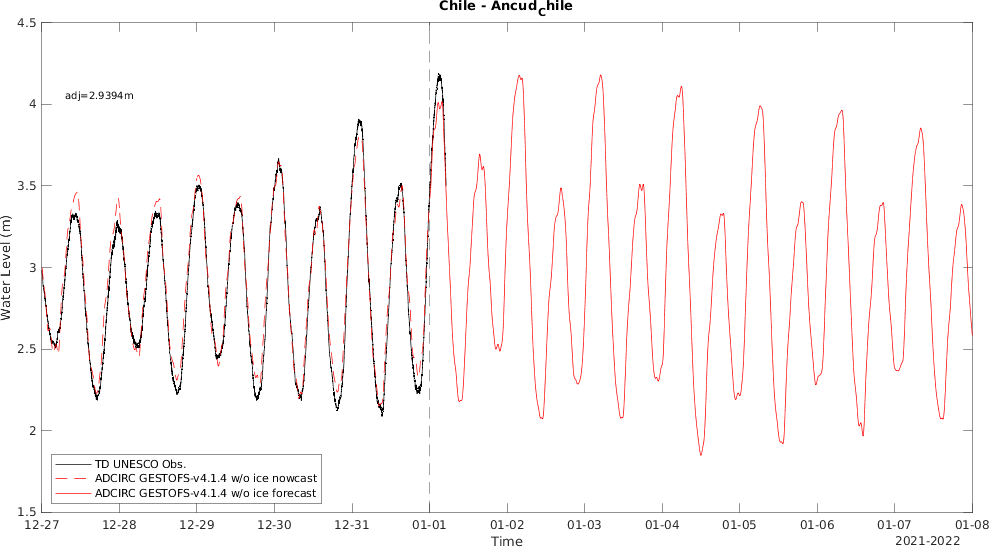 Chile - AncudChile
adj=2.9394m
4.5
4
3.5
3
2.5
2
1.5
Water Level (m)
TD UNESCO Obs.
ADCIRC GESTOFS-v4.1.4 w/o ice nowcast
ADCIRC GESTOFS-v4.1.4 w/o ice forecast
12-27 12-28 12-29 12-30 12-31 01-01 01-02 01-03 01-04 01-05 01-06 01-07 01-08
Time
2021-2022